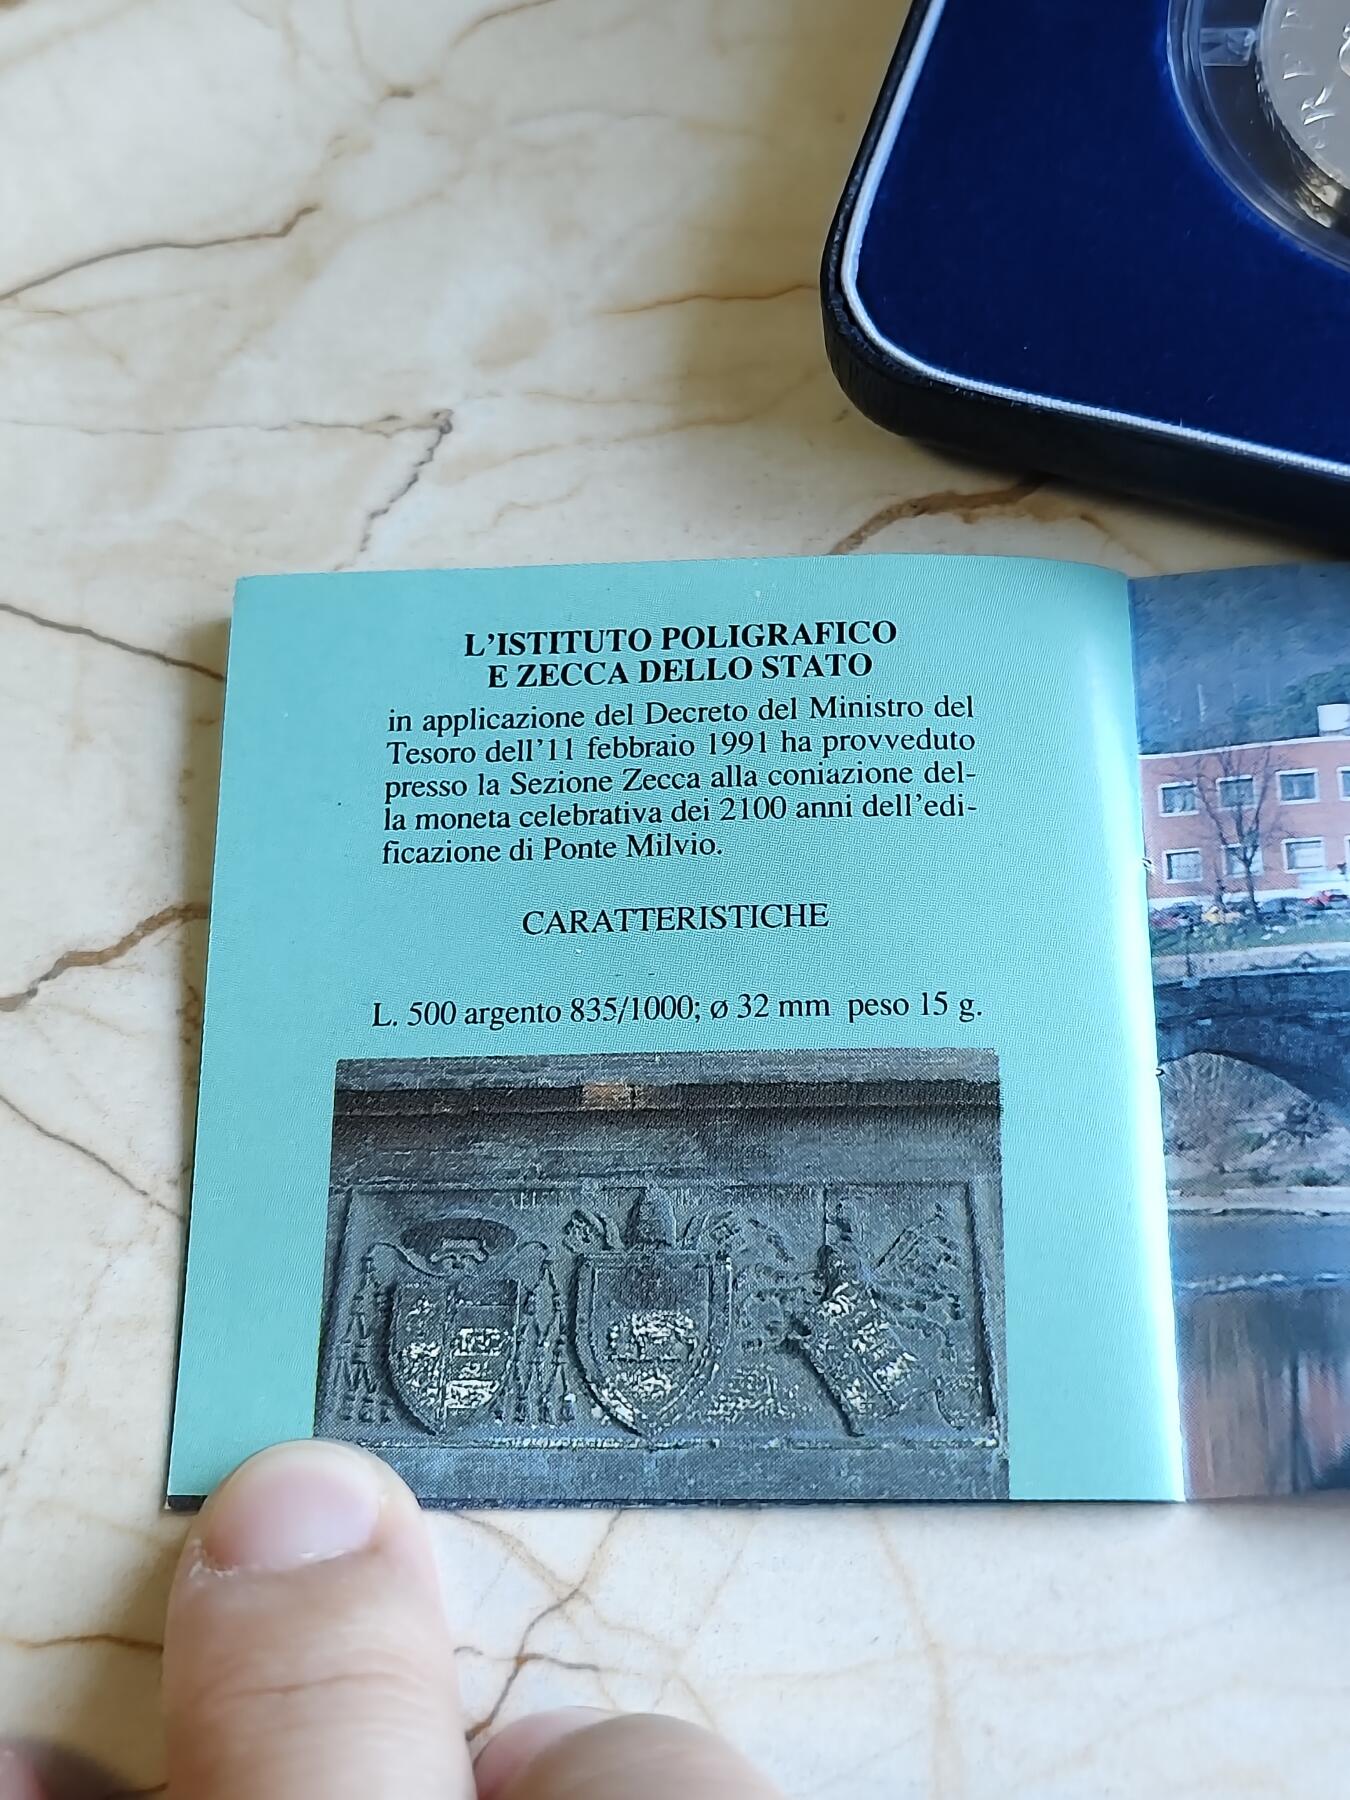 L'ISTITUTO POLIGRAFICO
E ZECCA DELLO STATO
in applicazione del Decreto del Ministro del
Tesoro dell'11 febbraio 1991 ha provveduto
presso la Sezione Zecca alla coniazione del-
la moneta celebrativa dei 2100 anni dell'edi-
ficazione di Ponte Milvio.
CARATTERISTICHE
L. 500 argento 835/1000; ø 32 mm peso 15 g.